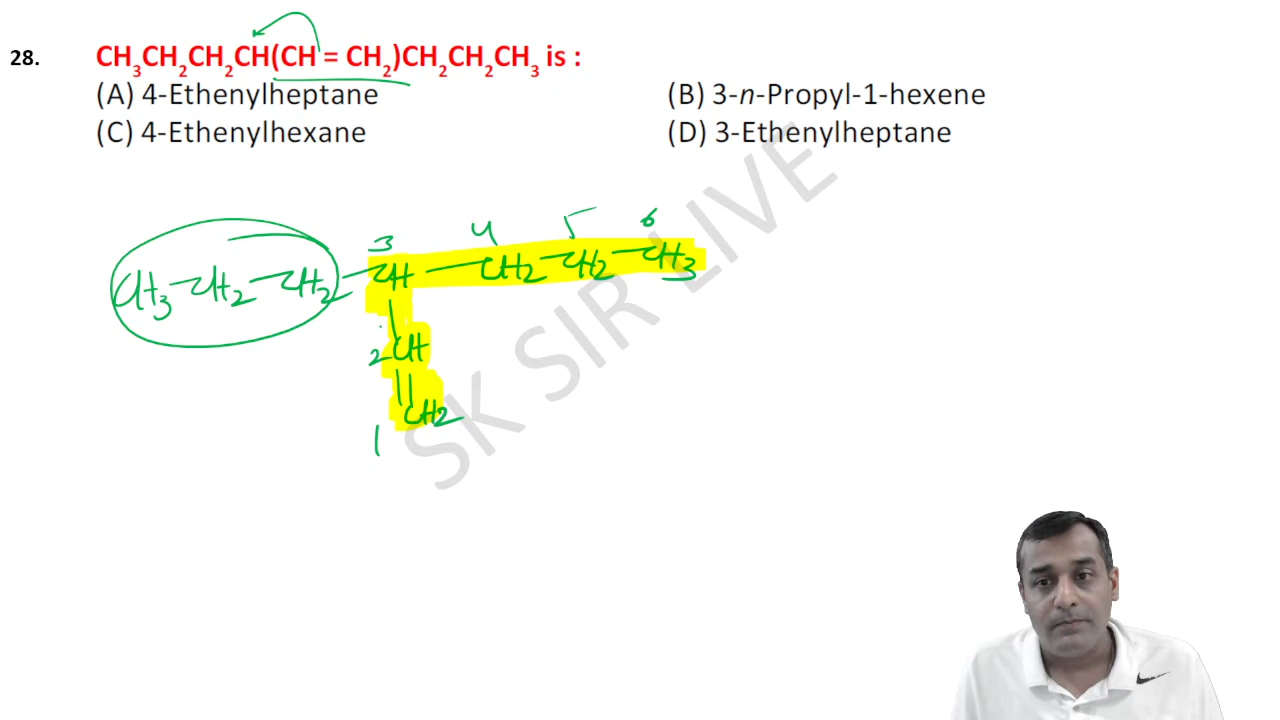 28. CH₃CH₂CH₂CH(CH = CH₂)CH₂CH₂CH₃ is :
(A) 4-Ethenylheptane (B) 3-n-Propyl-1-hexene
(C) 4-Ethenylhexane (D) 3-Ethenylheptane
3 4 5 6
CH₃-CH₂-CH₂-CH-CH₂-CH₂-CH₃
2 CH
CH₂
1
SK SIR LIVE